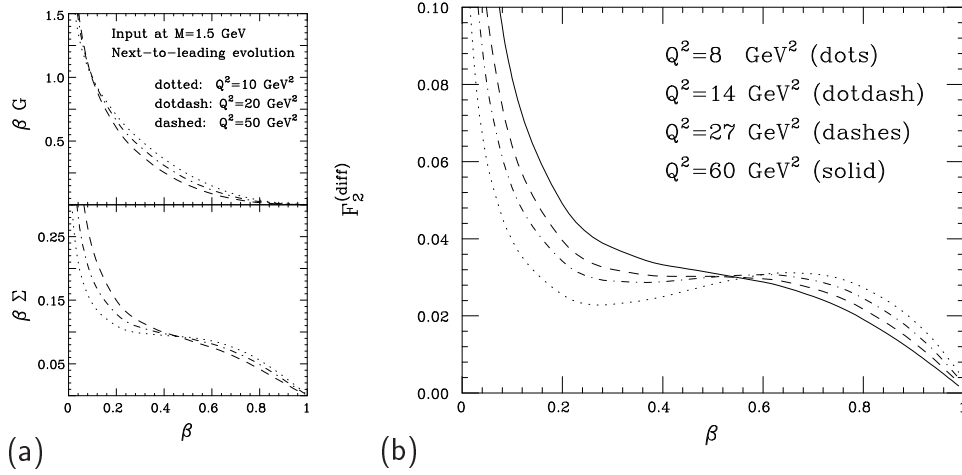 1.5
1.0
0.5
β G
Input at M=1.5 GeV
Next-to-leading evolution
dotted: Q²=10 GeV²
dotdash: Q²=20 GeV²
dashed: Q²=50 GeV²
0.25
0.15
0.05
β Σ
0 0.2 0.4 0.6 0.8 1
β
(a)
0.10
0.08
0.06
0.04
0.02
0.00
F₂^(diff)
Q²=8 GeV² (dots)
Q²=14 GeV² (dotdash)
Q²=27 GeV² (dashes)
Q²=60 GeV² (solid)
0 0.2 0.4 0.6 0.8 1
β
(b)